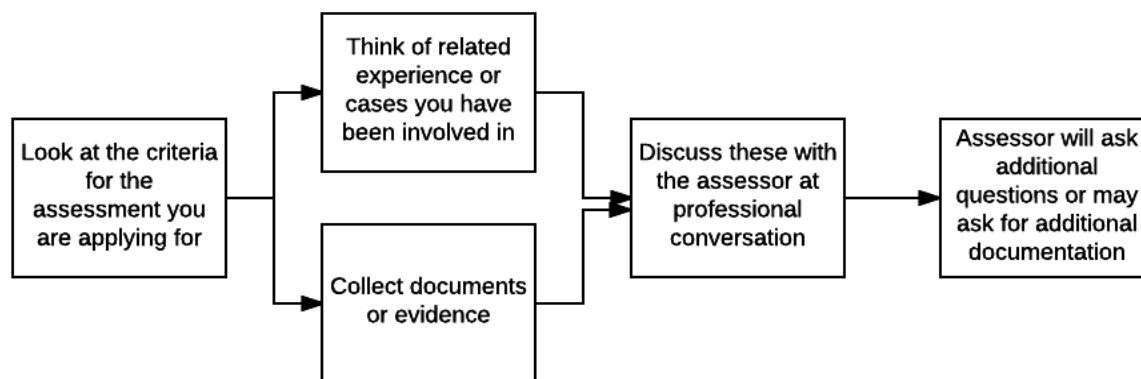 Look at the criteria
for the
assessment you
are applying for
Think of related
experience or
cases you have
been involved in
Collect documents
or evidence
Discuss these with
the assessor at
professional
conversation
Assessor will ask
additional
questions or may
ask for additional
documentation